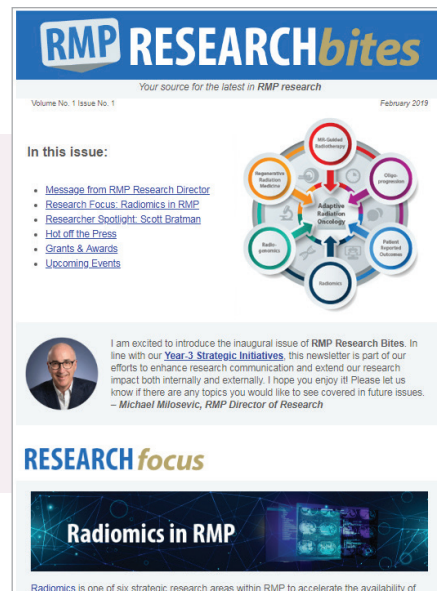 RMP RESEARCHbites
Your source for the latest in RMP research
Volume No. 1 Issue No. 1
February 2019
In this issue:
Message from RMP Research Director
Research Focus: Radiomics in RMP
Researcher Spotlight: Scott Bratman
Hot off the Press
Grants & Awards
Upcoming Events
MR-Guided
Radiotherapy
Regenerative
Radiation
Medicine
Oligo-
progression
Adaptive
Radiation
Oncology
Radio-
genomics
Patient
Reported
Outcomes
Radiomics
I am excited to introduce the inaugural issue of RMP Research Bites. In
line with our Year-3 Strategic Initiatives, this newsletter is part of our
efforts to enhance research communication and extend our research
impact both internally and externally. I hope you enjoy it! Please let us
know if there are any topics you would like to see covered in future issues.
– Michael Milosevic, RMP Director of Research
RESEARCH focus
Radiomics in RMP
Radiomics is one of six strategic research areas within RMP to accelerate the availability of